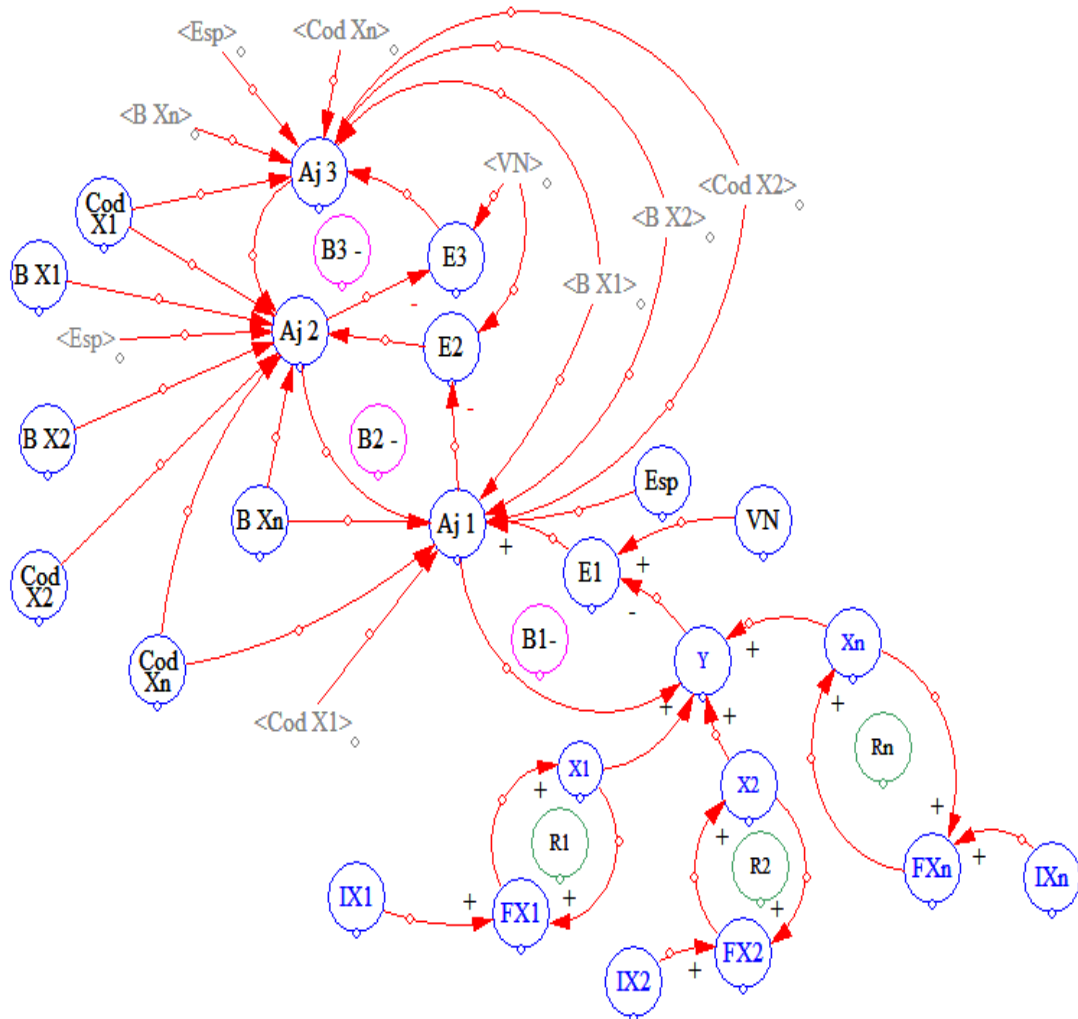 <Esp>
<Cod Xn>
<B Xn>
Aj 3
<VN>
Cod
X1
<Cod X2>
<B X2>
B3 -
E3
B X1
<B X1>
-
<Esp>
Aj 2
E2
-
B X2
B2 -
Esp
B Xn
Aj 1
VN
+
+
E1
Cod
X2
-
B1-
Xn
Y
+
Cod
Xn
<Cod X1>
+
+
+
Rn
X1
X2
+
+
R1
+
R2
+
FXn
IXn
IX1
+
+
FX1
+
FX2
IX2
+